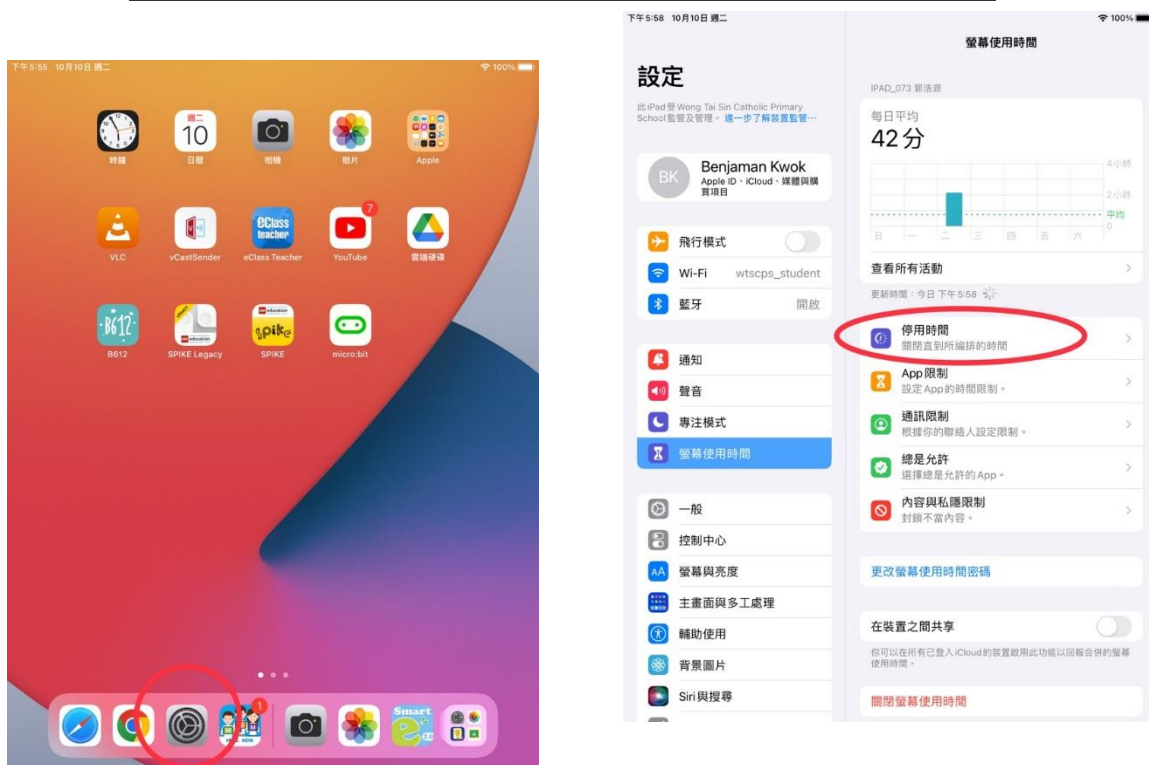 下午5:55 10月10日 週二
100%
週二
10
時鐘
日曆
相機
相片
Apple
eClass
teacher
7
VLC
vCastSender
eClass Teacher
YouTube
雲端硬碟
B612
education
spike
B612
SPIKE Legacy
SPIKE
micro:bit
1
Smart
e
下午5:58 10月10日 週二
100%
設定
此iPad受Wong Tai Sin Catholic Primary
School監管及管理。進一步了解裝置監管⋯
BK
Benjaman Kwok
Apple ID、iCloud、媒體與購
買項目
飛行模式
Wi-Fi wtscps_student
藍牙 開啟
通知
聲音
專注模式
螢幕使用時間
一般
控制中心
AA
螢幕與亮度
主畫面與多工處理
輔助使用
背景圖片
Siri與搜尋
螢幕使用時間
IPAD_073 郭浩源
每日平均
42分
4小時
2小時
平均
0
日 一 二 三 四 五 六
查看所有活動
更新時間:今日 下午5:58
停用時間
關閉直到所編排的時間
App限制
設定App的時間限制。
通訊限制
根據你的聯絡人設定限制。
總是允許
選擇總是允許的App。
內容與私隱限制
封鎖不當內容。
更改螢幕使用時間密碼
在裝置之間共享
你可以在所有已登入iCloud的裝置啟用此功能以回報合併的螢幕
使用時間。
關閉螢幕使用時間